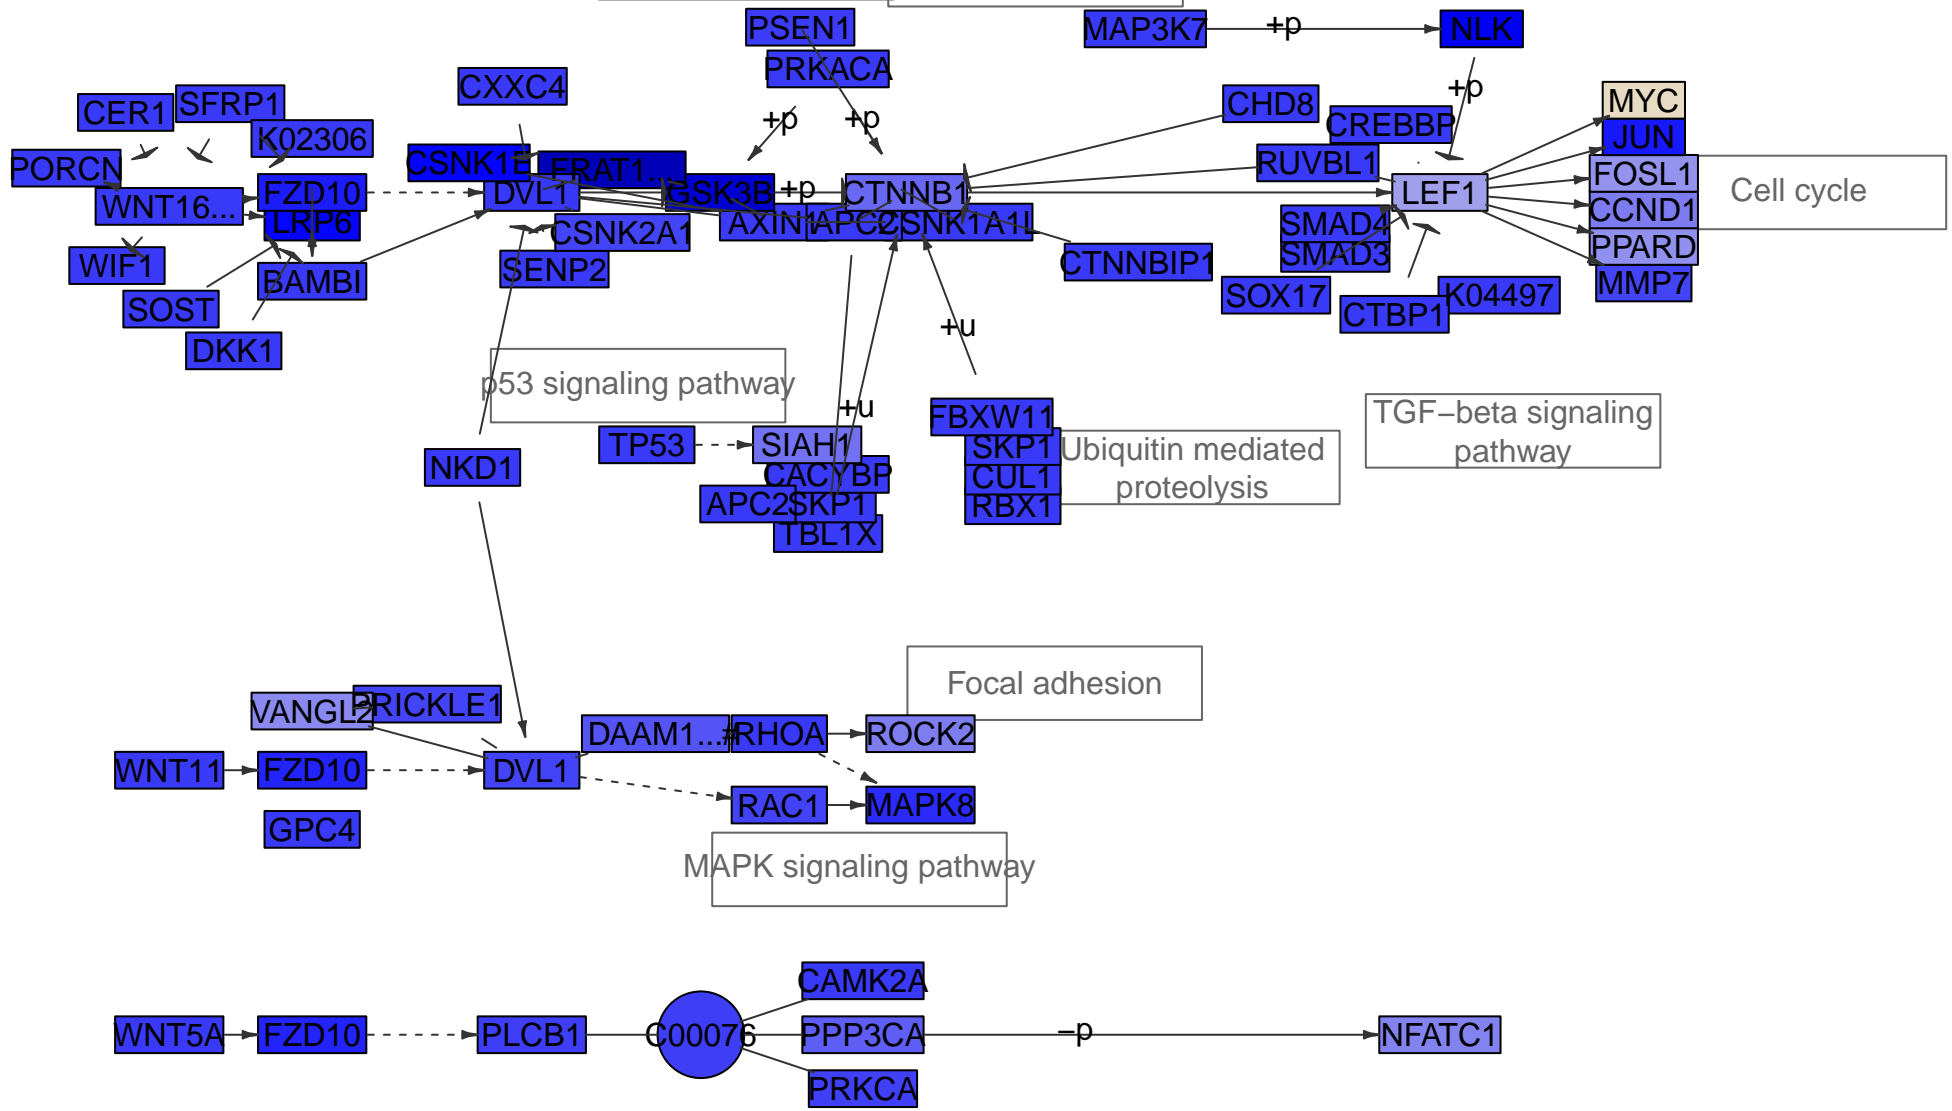 PSEN1
MAP3K7
+p
NLK
PRKACA
CXXC4
CER1
SFRP1
K02306
+p
+p
CHD8
+p
CREBBP
MYC
JUN
PORCN
CSNK1E
FRAT1...
RUVBL1
FOSL1
WNT16...
FZD10
DVL1
GSK3B
+p
CTNNB1
LEF1
Cell cycle
LRP6
CSNK2A1
AXIN1
APC2
CSNK1A1L
SMAD4
CCND1
WIF1
BAMBI
SENP2
CTNNBIP1
SMAD3
PPARD
SOST
SOX17
K04497
MMP7
DKK1
CTBP1
+u
p53 signaling pathway
+u
FBXW11
TGF−beta signaling
pathway
TP53
SIAH1
SKP1
Ubiquitin mediated
proteolysis
NKD1
CACYBP
CUL1
APC2
SKP1
RBX1
TBL1X
Focal adhesion
VANGL2
PRICKLE1
DAAM1...#
RHOA
ROCK2
WNT11
FZD10
DVL1
RAC1
MAPK8
GPC4
MAPK signaling pathway
CAMK2A
WNT5A
FZD10
PLCB1
C00076
PPP3CA
−p
NFATC1
PRKCA